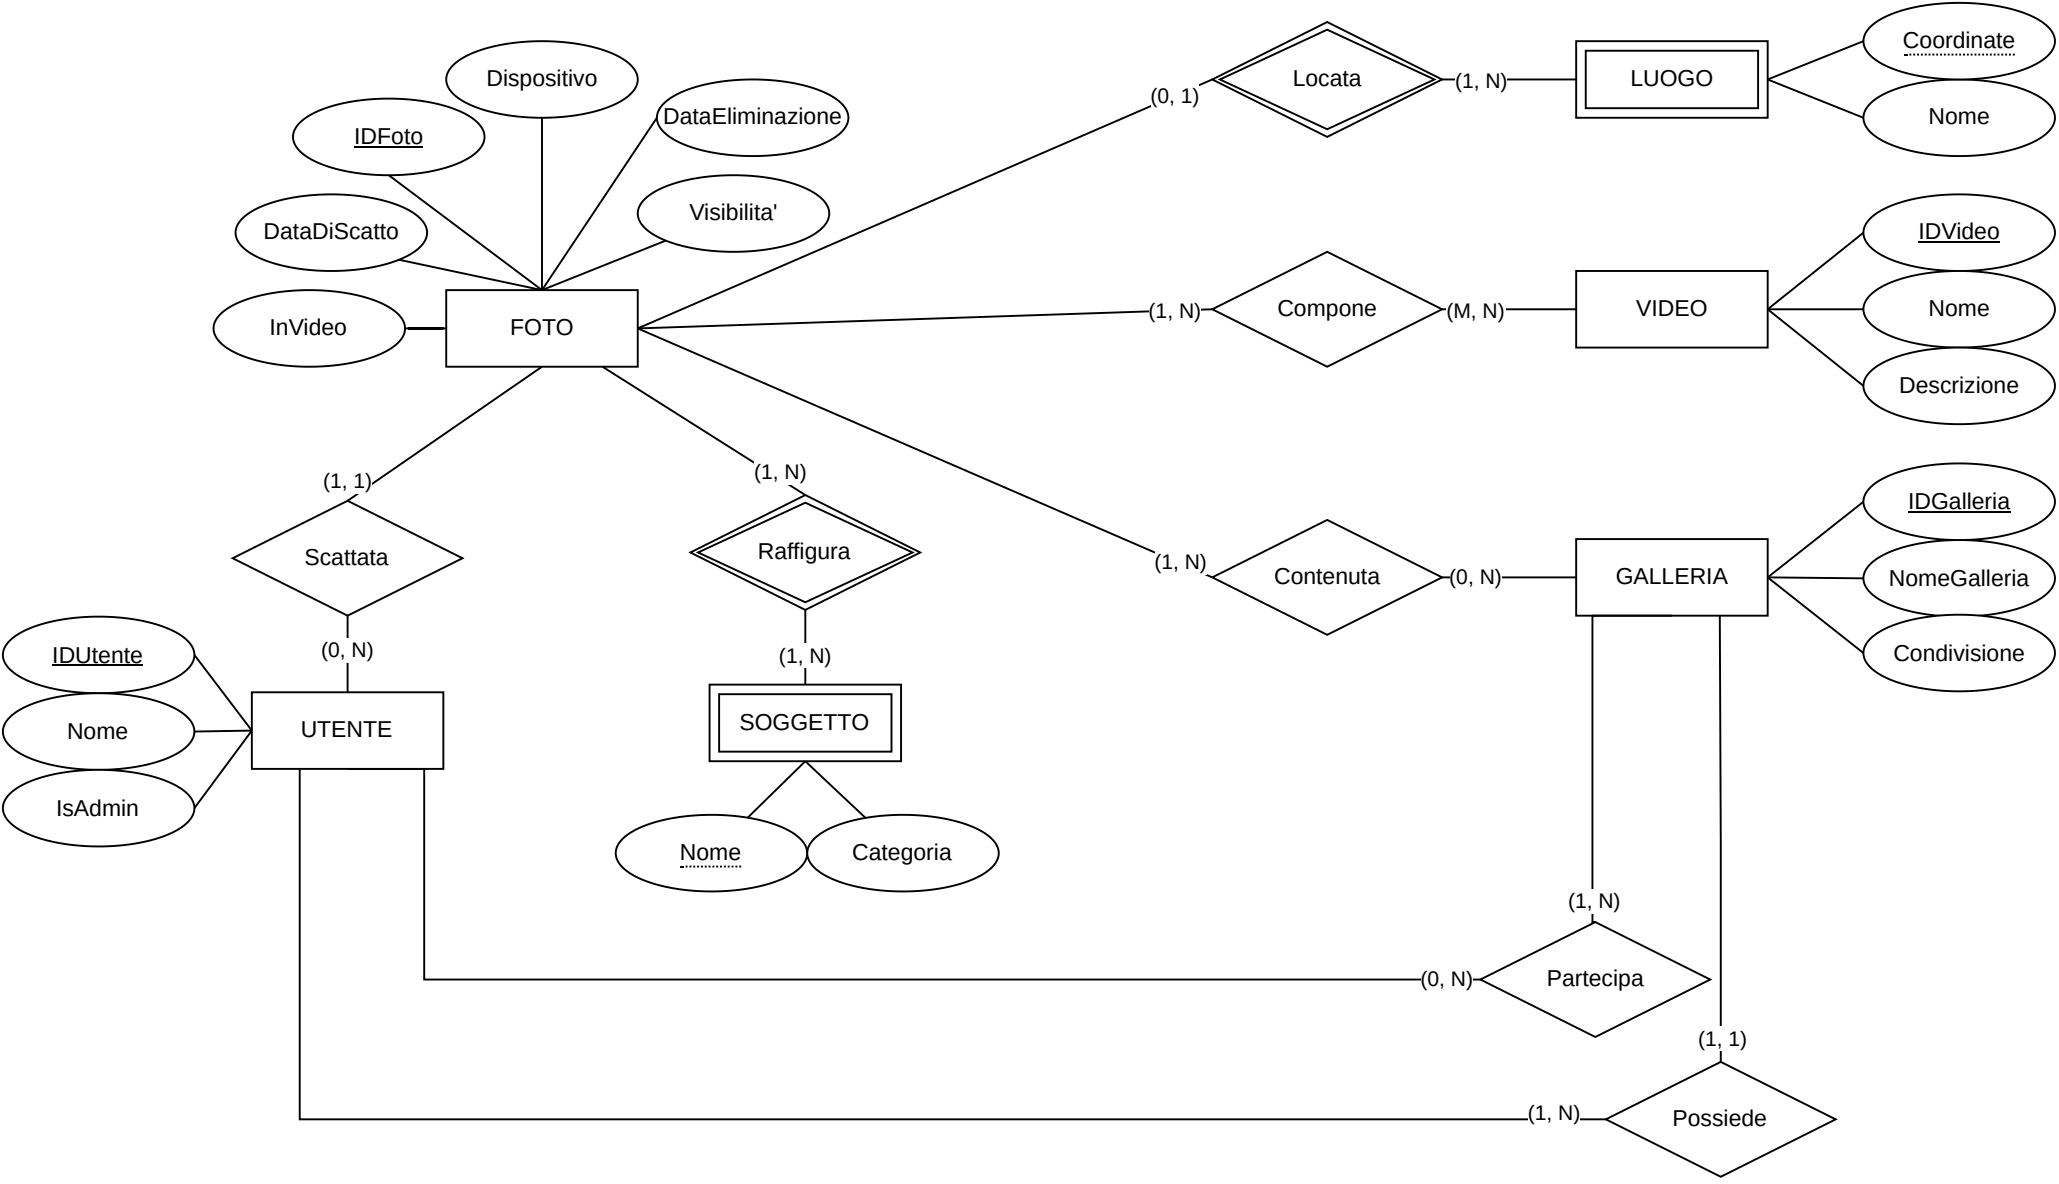 Coordinate
Locata
LUOGO
Nome
Dispositivo
DataEliminazione
IDFoto
(0, 1)
(1, N)
Visibilita'
DataDiScatto
IDVideo
InVideo
FOTO
(1, N)
Compone
(M, N)
VIDEO
Nome
Descrizione
(1, 1)
(1, N)
IDGalleria
Scattata
Raffigura
(1, N)
Contenuta
(0, N)
GALLERIA
NomeGalleria
Condivisione
(0, N)
(1, N)
IDUtente
Nome
UTENTE
SOGGETTO
IsAdmin
Nome
Categoria
(1, N)
(0, N)
Partecipa
(1, 1)
(1, N)
Possiede